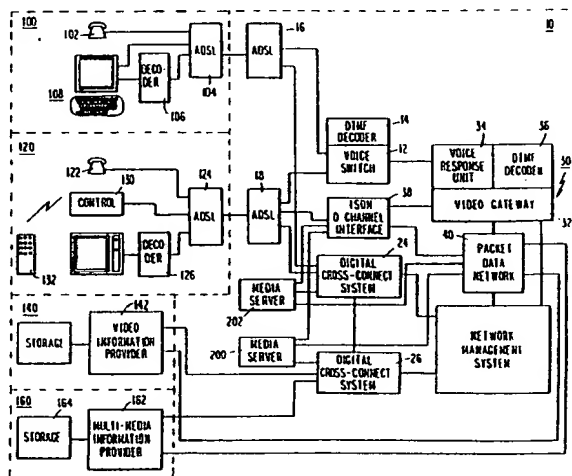 100
102
108
DECODER
106
ADSL
104
ADSL
16
10
120
122
CONTROL
130
132
DECODER
126
ADSL
124
ADSL
18
DTMF DECODER
14
VOICE SWITCH
12
VOICE RESPONSE UNIT
34
DTMF DECODER
36
30
VIDEO GATEWAY
32
ISDN D CHANNEL INTERFACE
38
DIGITAL CROSS-CONNECT SYSTEM
24
PACKET DATA NETWORK
40
MEDIA SERVER
202
MEDIA SERVER
200
DIGITAL CROSS-CONNECT SYSTEM
26
NETWORK MANAGEMENT SYSTEM
140
STORAGE
VIDEO INFORMATION PROVIDER
142
160
STORAGE
164
MULTI-MEDIA INFORMATION PROVIDER
162